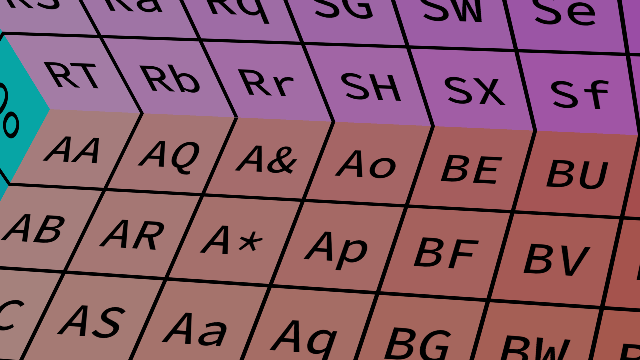 Ra Rq SG SW Se
RT Rb Rr SH SX Sf
%
AA AQ A& Ao BE BU
AB AR A* Ap BF BV
C AS Aa Aq BG BW